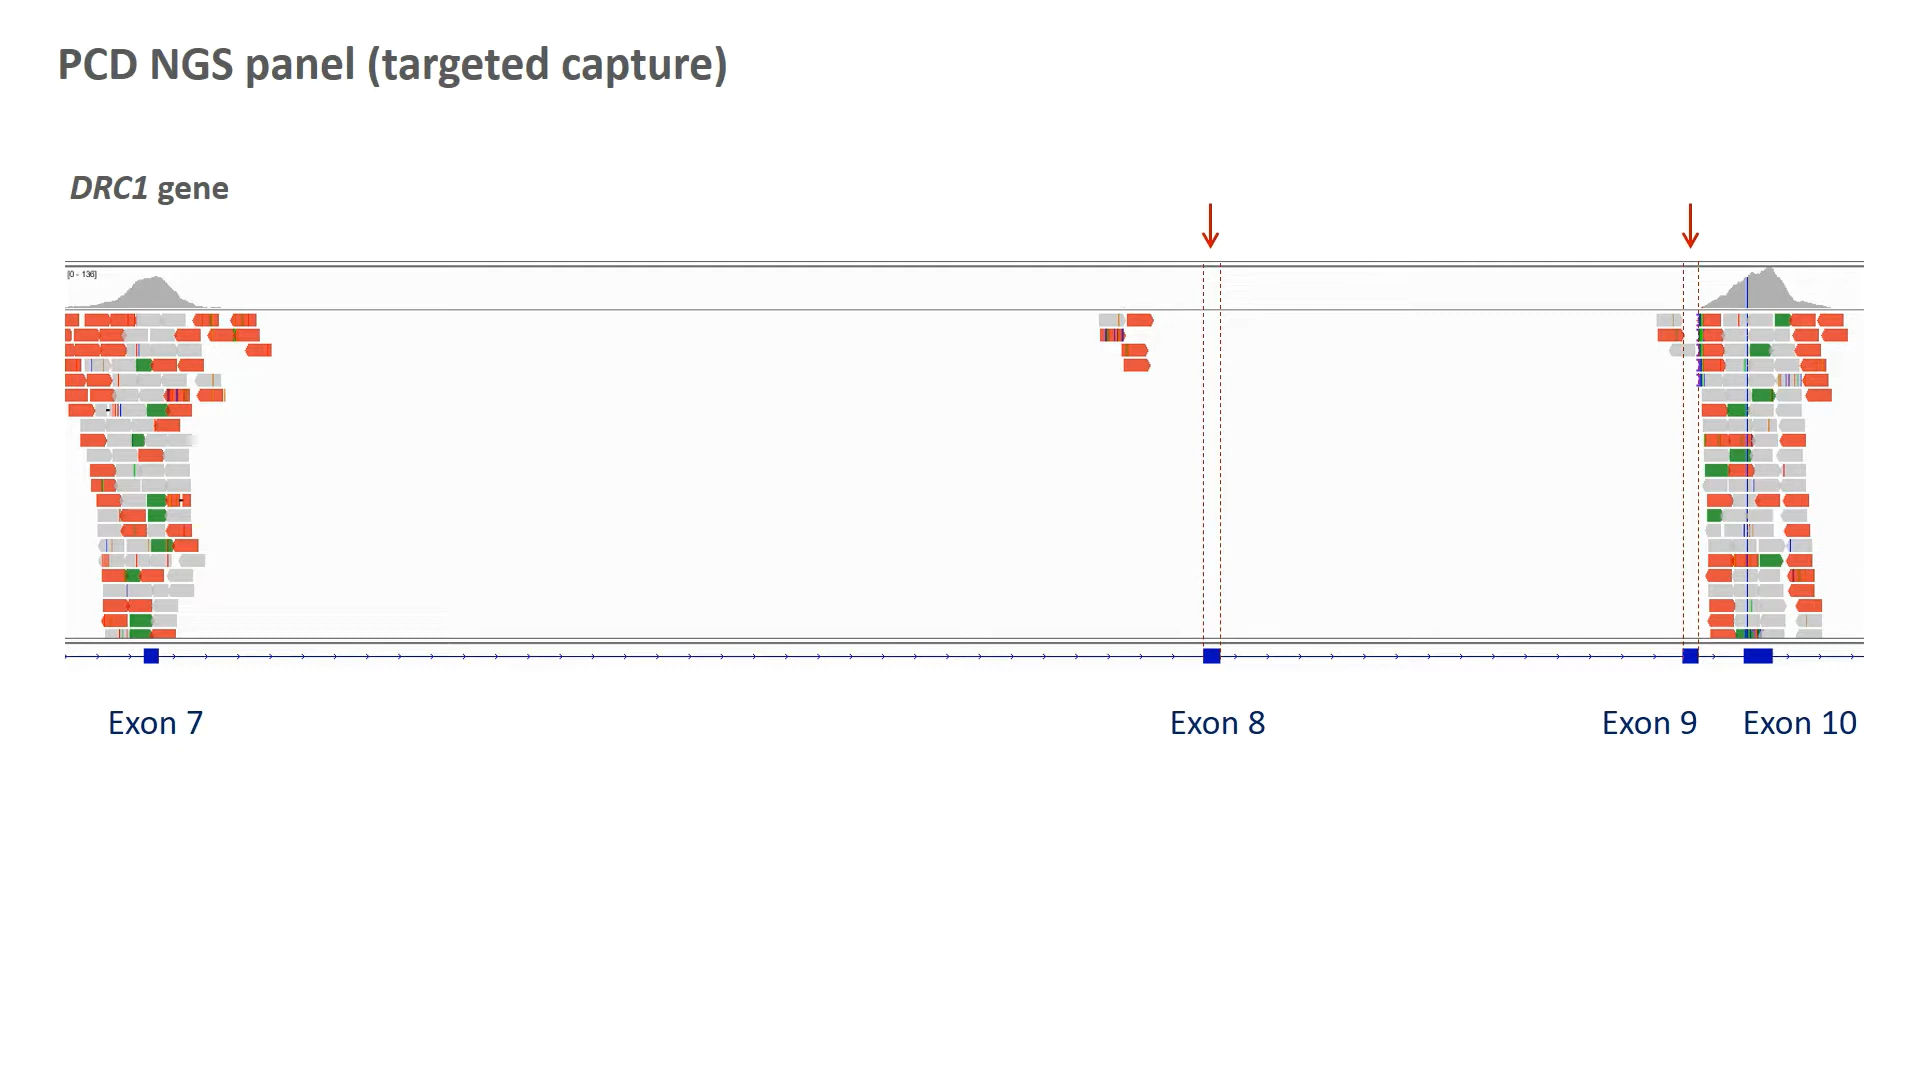 PCD NGS panel (targeted capture)
DRC1 gene
[0 - 136]
Exon 7
Exon 8
Exon 9
Exon 10